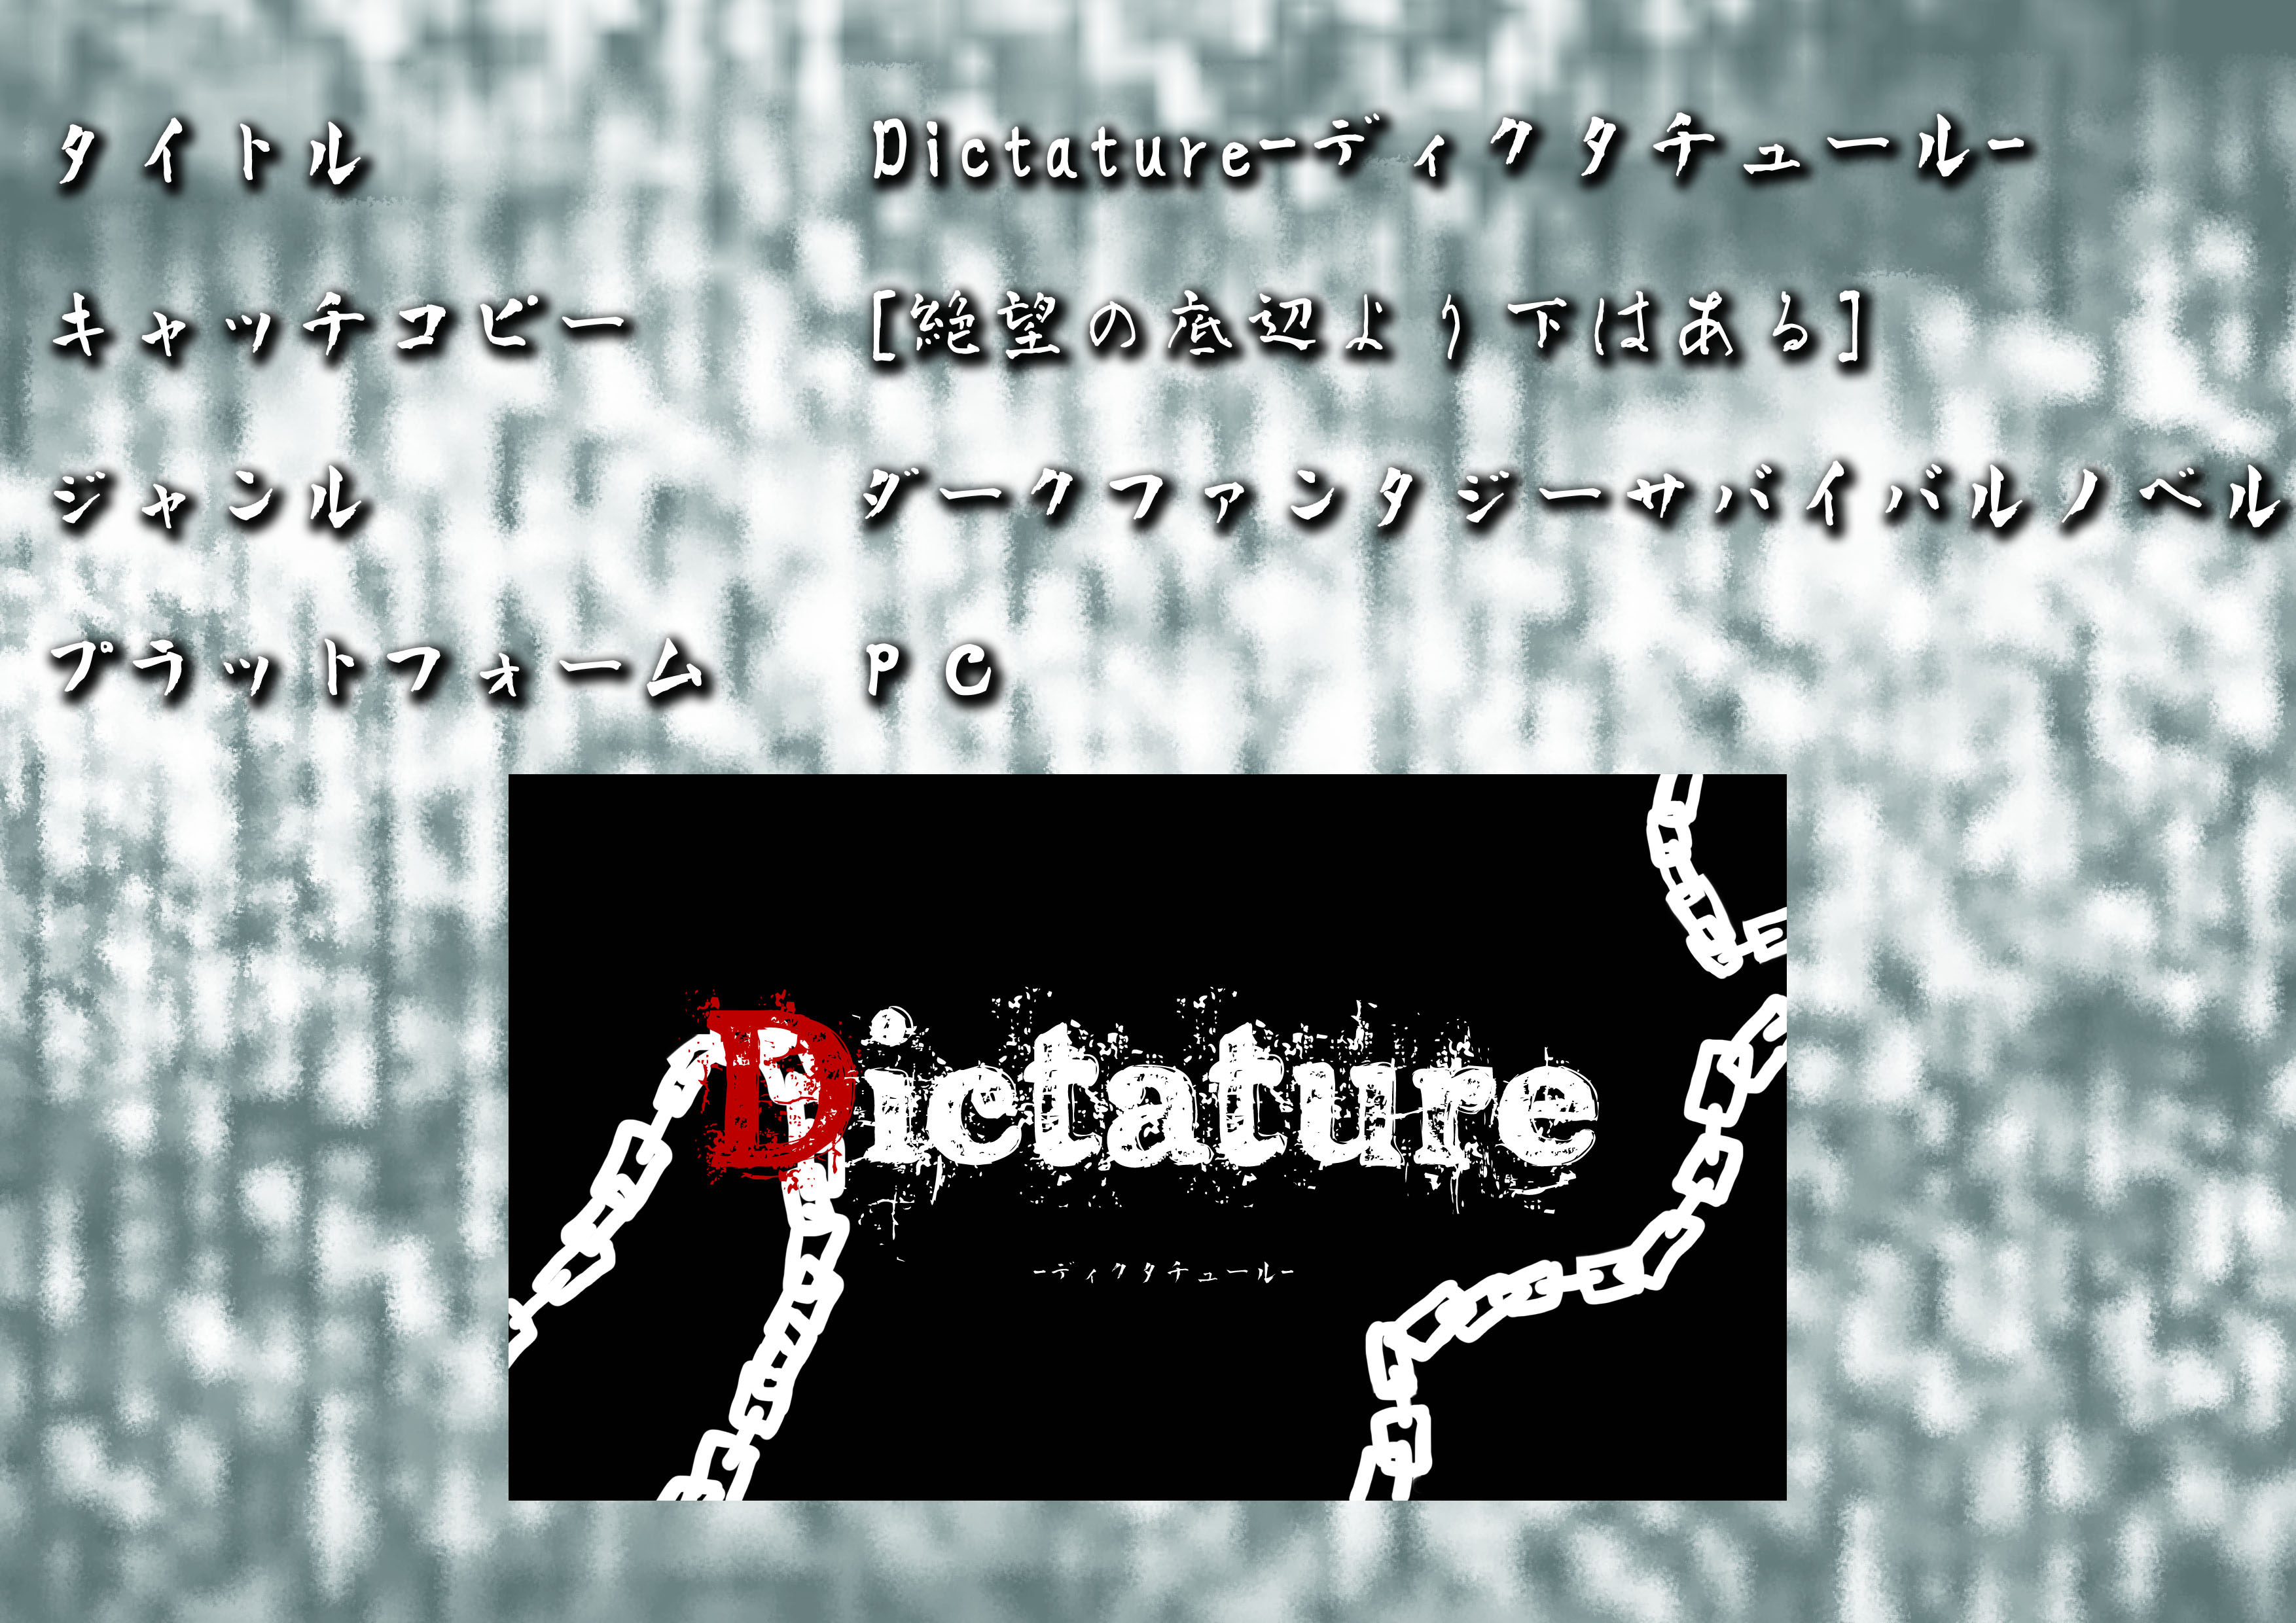 タイトル Dictature-ディクタチュール-
キャッチコピー [絶望の底辺より下はある]
ジャンル ダークファンタジーサバイバルノベル
プラットフォーム PC
Dictature
-ディクタチュール-